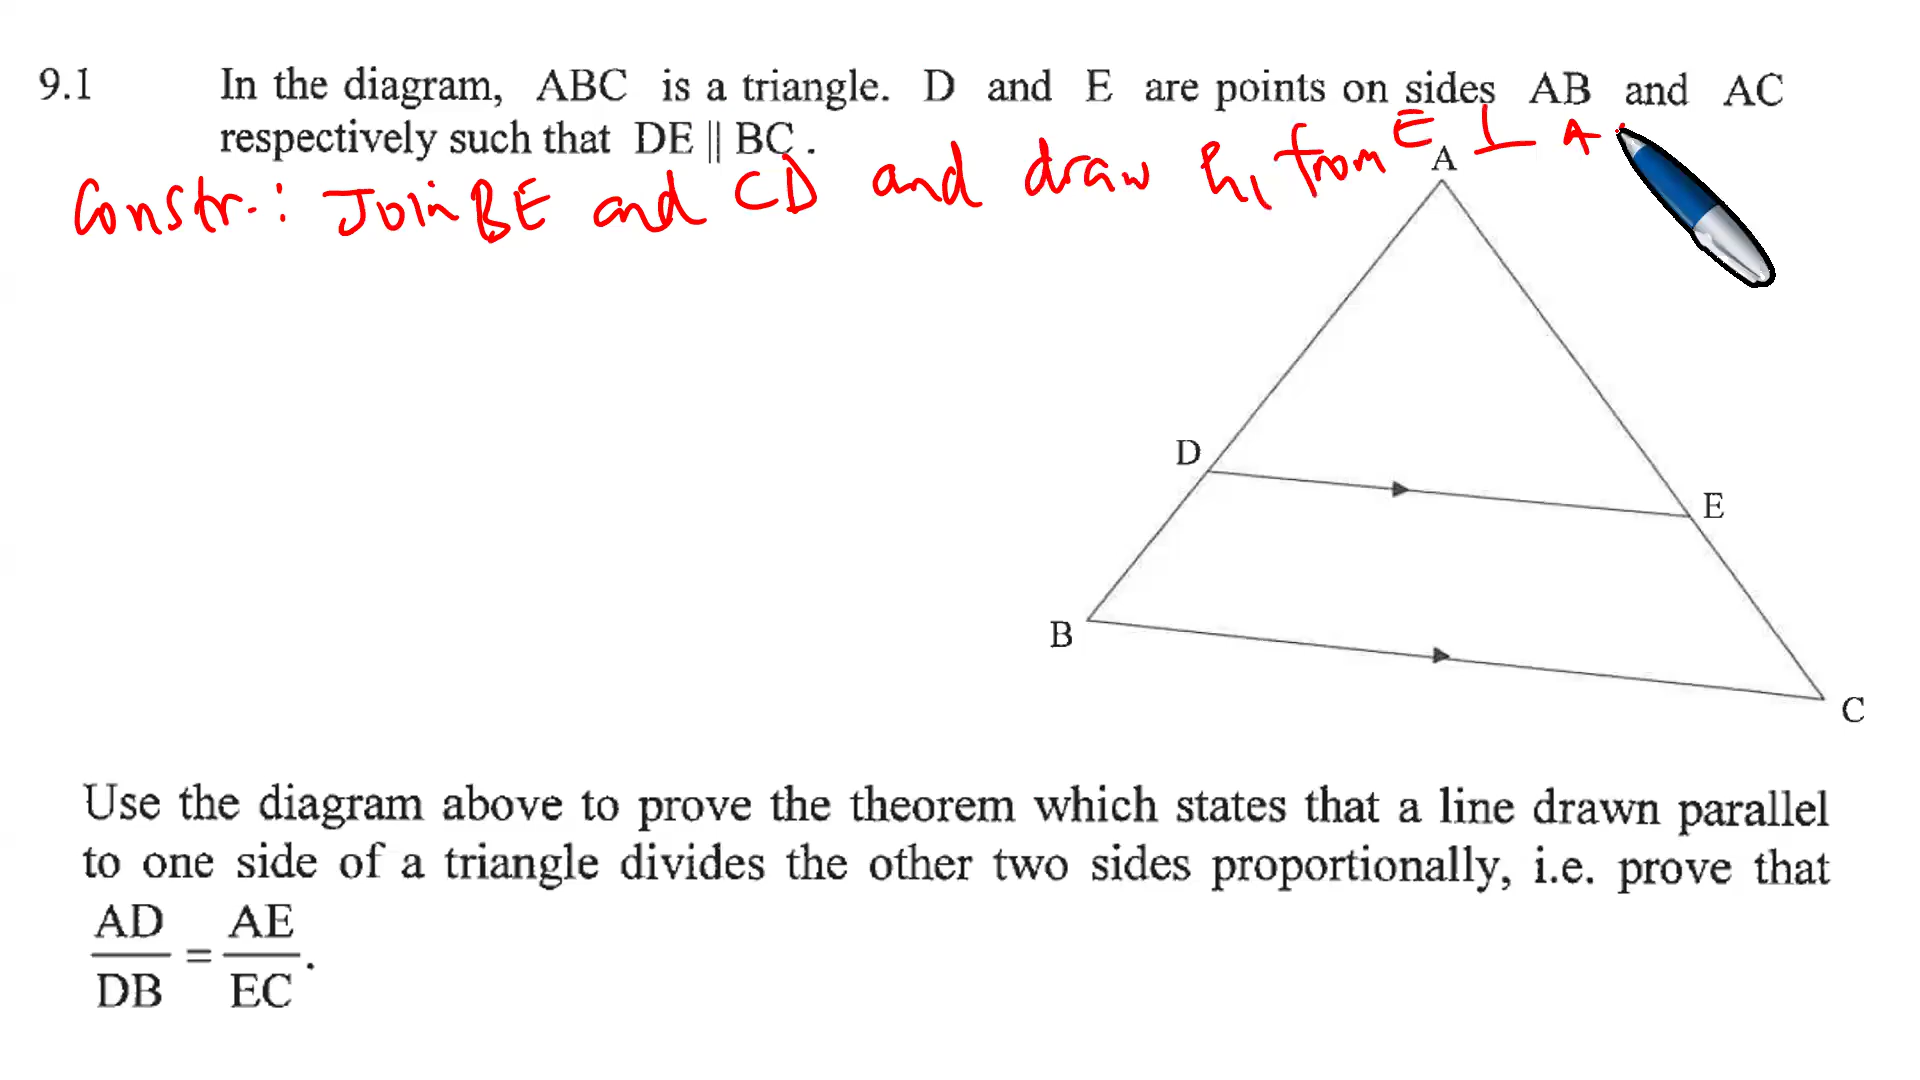 9.1 In the diagram, ABC is a triangle. D and E are points on sides AB and AC
respectively such that DE || BC.
Constr.: Join BE and CD and draw h₁ from E ⊥ A
A
D
E
B
C
Use the diagram above to prove the theorem which states that a line drawn parallel
to one side of a triangle divides the other two sides proportionally, i.e. prove that
AD/DB = AE/EC.